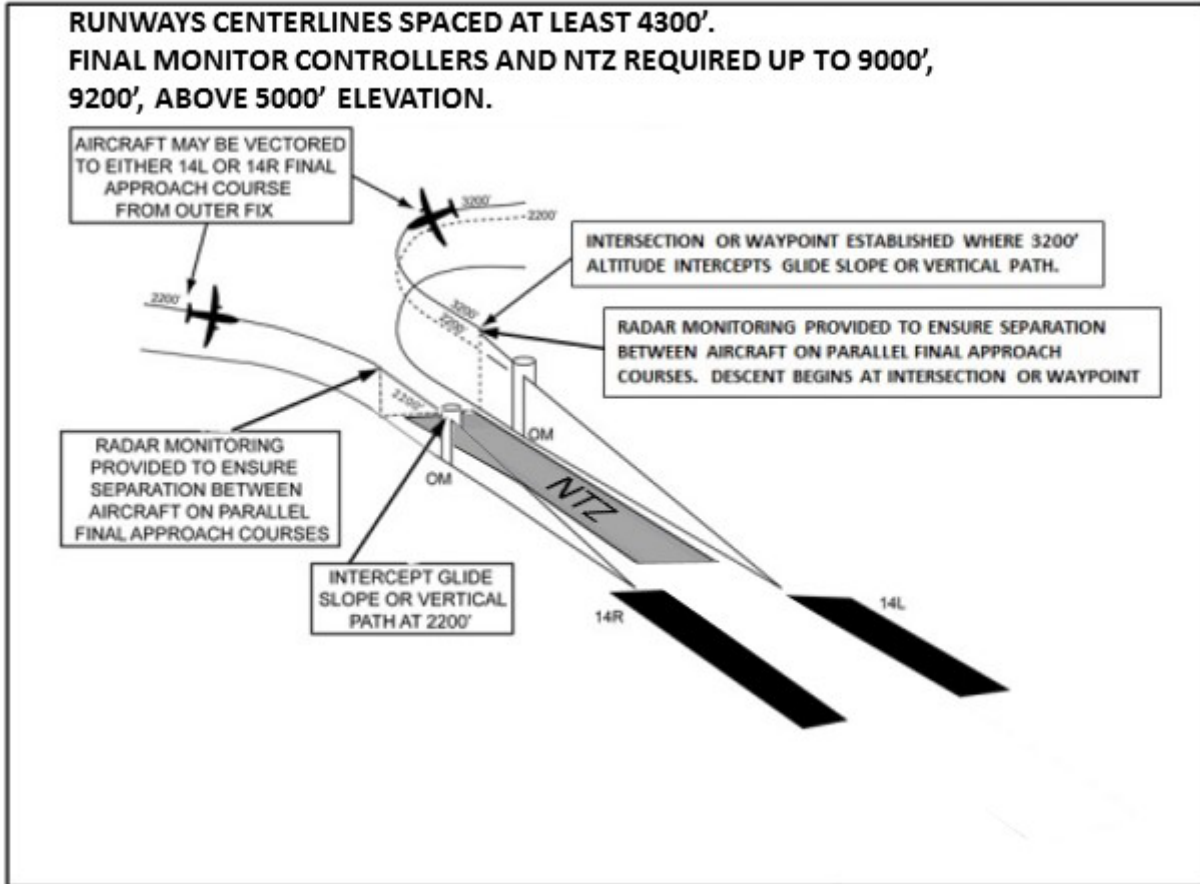 RUNWAYS CENTERLINES SPACED AT LEAST 4300’.
FINAL MONITOR CONTROLLERS AND NTZ REQUIRED UP TO 9000’,
9200’, ABOVE 5000’ ELEVATION.
AIRCRAFT MAY BE VECTORED
TO EITHER 14L OR 14R FINAL
APPROACH COURSE
FROM OUTER FIX
3200'
2200'
INTERSECTION OR WAYPOINT ESTABLISHED WHERE 3200'
ALTITUDE INTERCEPTS GLIDE SLOPE OR VERTICAL PATH.
2200'
3200'
2200'
RADAR MONITORING PROVIDED TO ENSURE SEPARATION
BETWEEN AIRCRAFT ON PARALLEL FINAL APPROACH
COURSES. DESCENT BEGINS AT INTERSECTION OR WAYPOINT
2200'
OM
RADAR MONITORING
PROVIDED TO ENSURE
SEPARATION BETWEEN
AIRCRAFT ON PARALLEL
FINAL APPROACH COURSES
OM
NTZ
INTERCEPT GLIDE
SLOPE OR VERTICAL
PATH AT 2200'
14R
14L